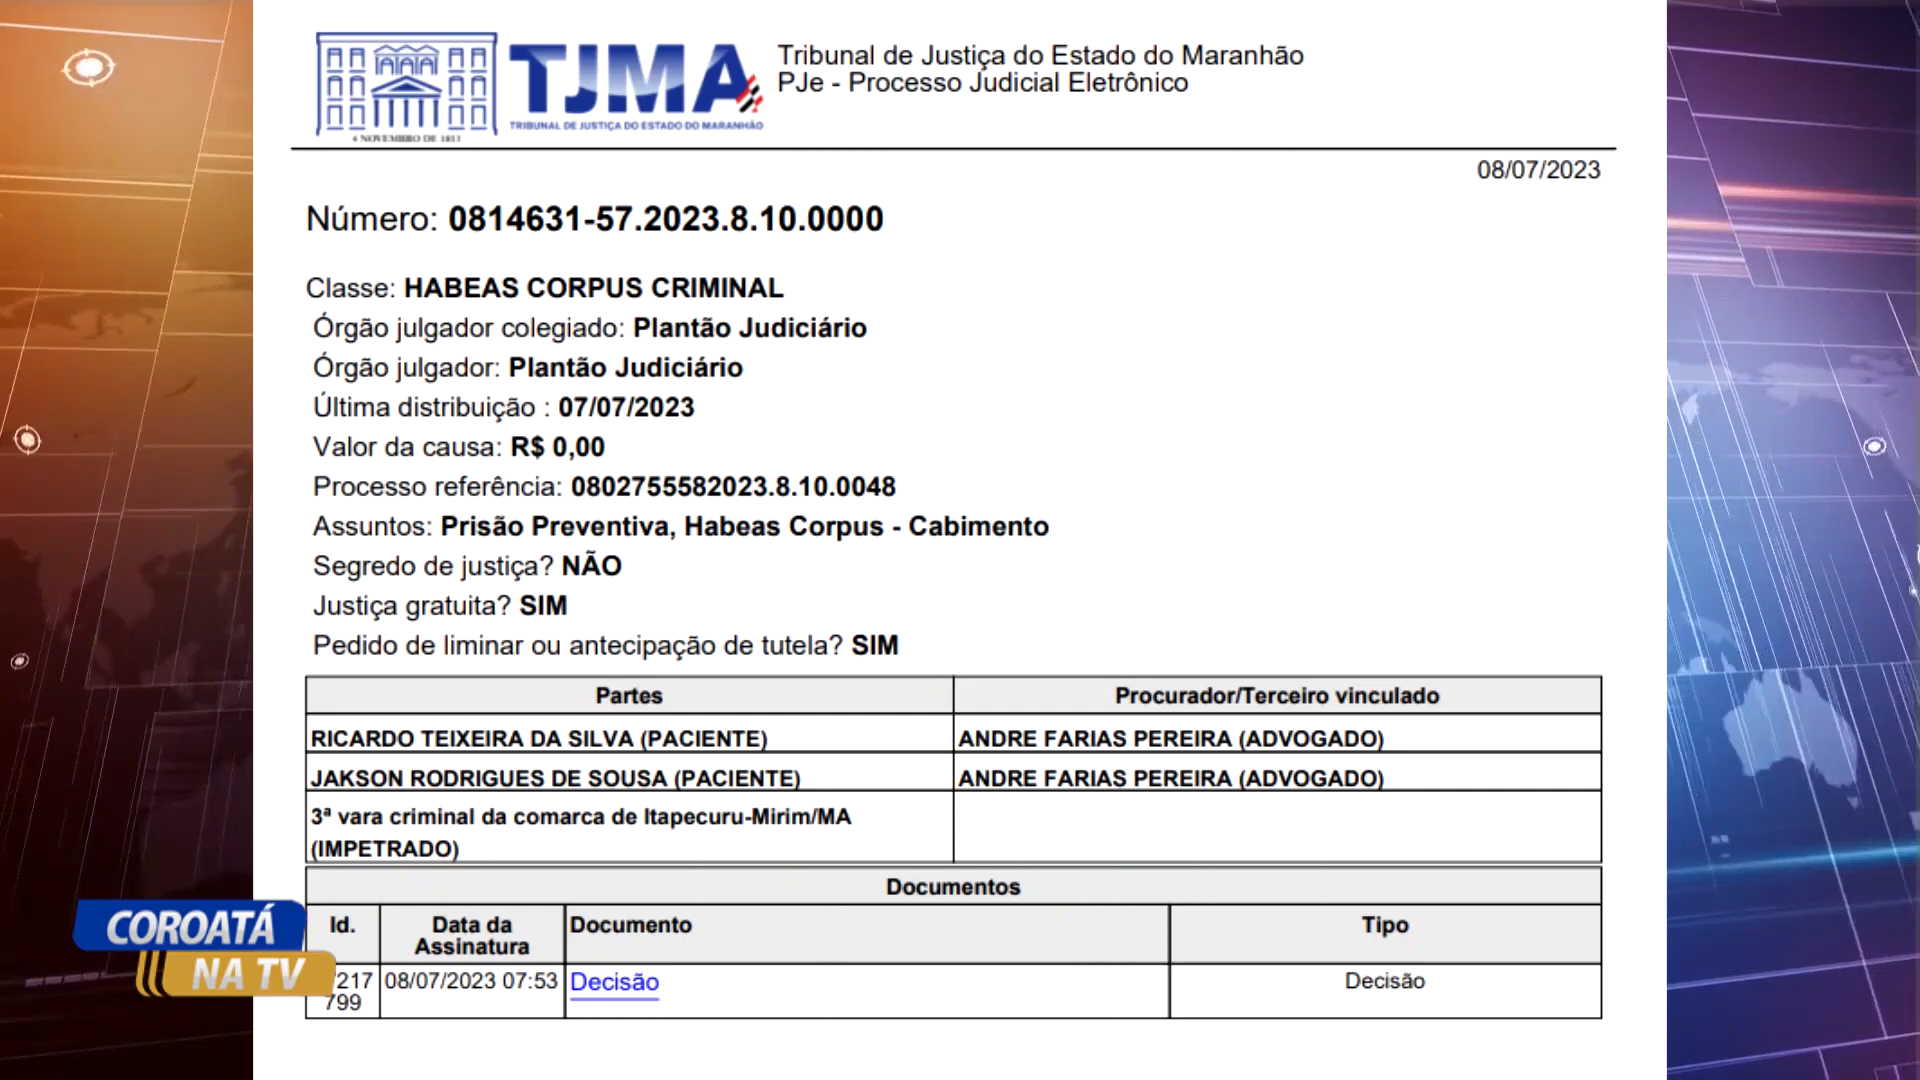 TJMA
Tribunal de Justiça do Estado do Maranhão
PJe - Processo Judicial Eletrônico
TRIBUNAL DE JUSTIÇA DO ESTADO DO MARANHÃO
4 NOVEMBRO DE 1813
08/07/2023
Número: 0814631-57.2023.8.10.0000
Classe: HABEAS CORPUS CRIMINAL
Órgão julgador colegiado: Plantão Judiciário
Órgão julgador: Plantão Judiciário
Última distribuição : 07/07/2023
Valor da causa: R$ 0,00
Processo referência: 0802755582023.8.10.0048
Assuntos: Prisão Preventiva, Habeas Corpus - Cabimento
Segredo de justiça? NÃO
Justiça gratuita? SIM
Pedido de liminar ou antecipação de tutela? SIM
Partes Procurador/Terceiro vinculado
RICARDO TEIXEIRA DA SILVA (PACIENTE) ANDRE FARIAS PEREIRA (ADVOGADO)
JAKSON RODRIGUES DE SOUSA (PACIENTE) ANDRE FARIAS PEREIRA (ADVOGADO)
3ª vara criminal da comarca de Itapecuru-Mirim/MA
(IMPETRADO)
Documentos
Id. Data da Documento Tipo
Assinatura
217 08/07/2023 07:53 Decisão Decisão
799
COROATÁ
NA TV